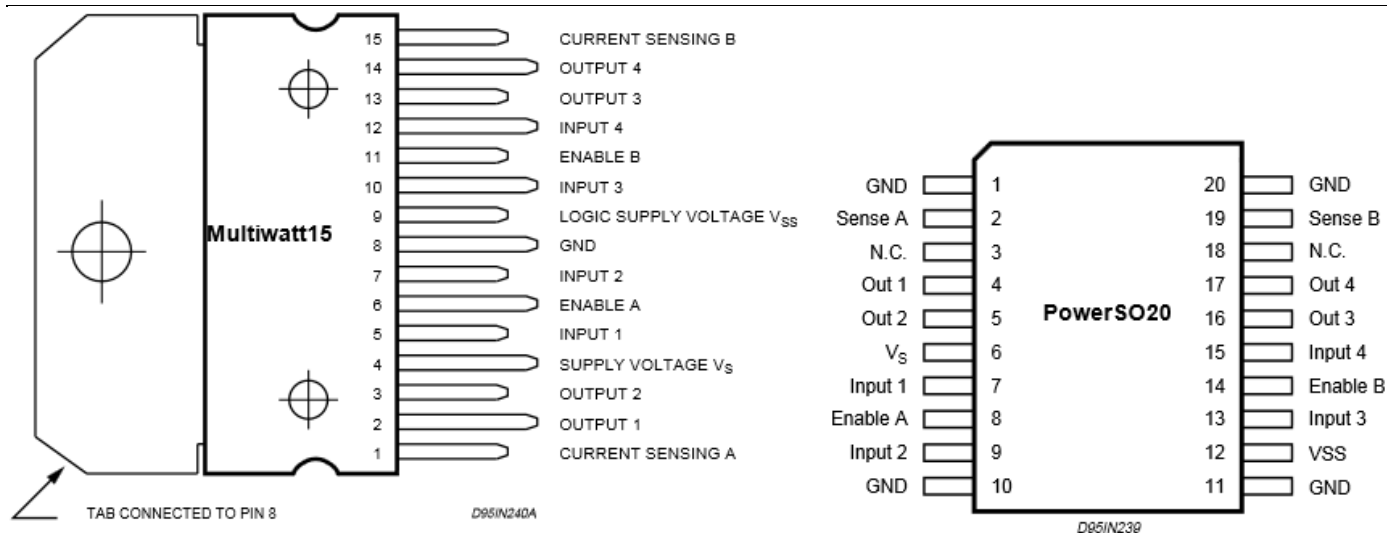 15 CURRENT SENSING B
14 OUTPUT 4
13 OUTPUT 3
12 INPUT 4
11 ENABLE B
10 INPUT 3
9 LOGIC SUPPLY VOLTAGE VSS
8 GND
7 INPUT 2
6 ENABLE A
5 INPUT 1
4 SUPPLY VOLTAGE VS
3 OUTPUT 2
2 OUTPUT 1
1 CURRENT SENSING A
Multiwatt15
TAB CONNECTED TO PIN 8
D95IN240A
GND 1 20 GND
Sense A 2 19 Sense B
N.C. 3 18 N.C.
Out 1 4 17 Out 4
Out 2 5 16 Out 3
VS 6 15 Input 4
Input 1 7 14 Enable B
Enable A 8 13 Input 3
Input 2 9 12 VSS
GND 10 11 GND
PowerSO20
D95IN239